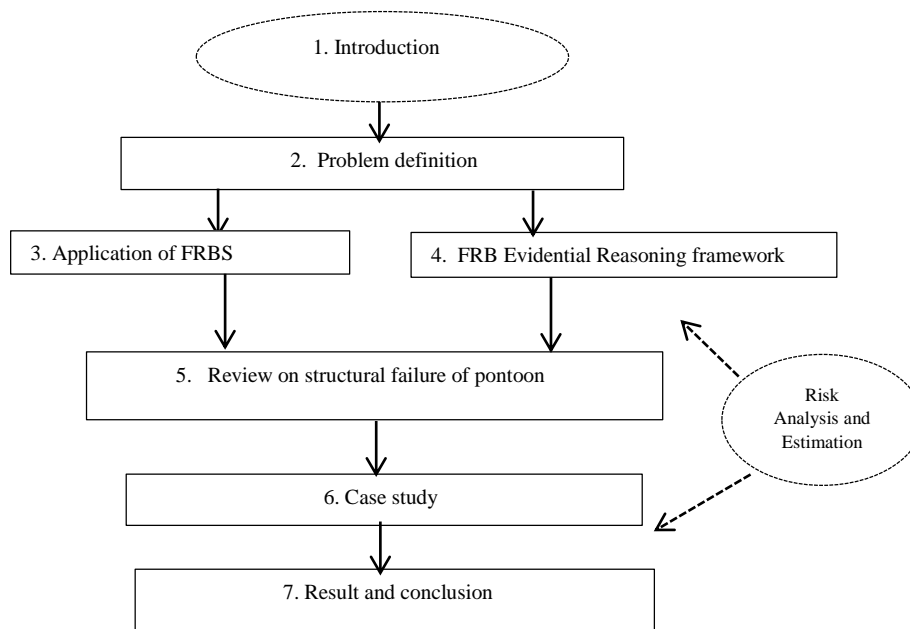 1. Introduction
2. Problem definition
3. Application of FRBS
4. FRB Evidential Reasoning framework
5. Review on structural failure of pontoon
Risk
Analysis and
Estimation
6. Case study
7. Result and conclusion